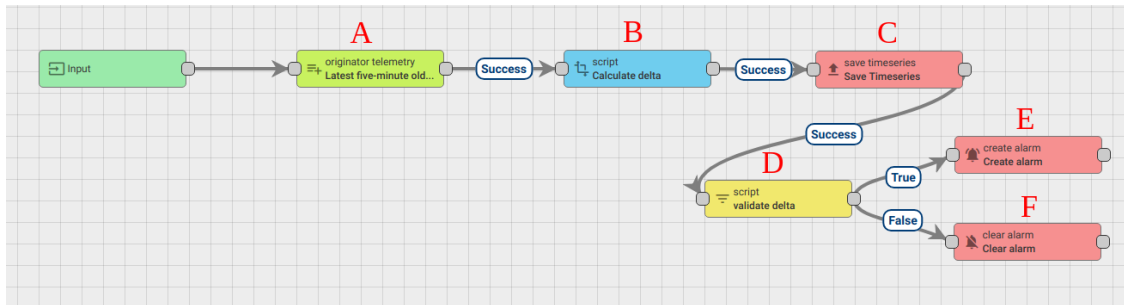 A
B
C
Input
originator telemetry
Latest five-minute old...
Success
script
Calculate delta
Success
save timeseries
Save Timeseries
Success
D
script
validate delta
True
False
E
create alarm
Create alarm
F
clear alarm
Clear alarm